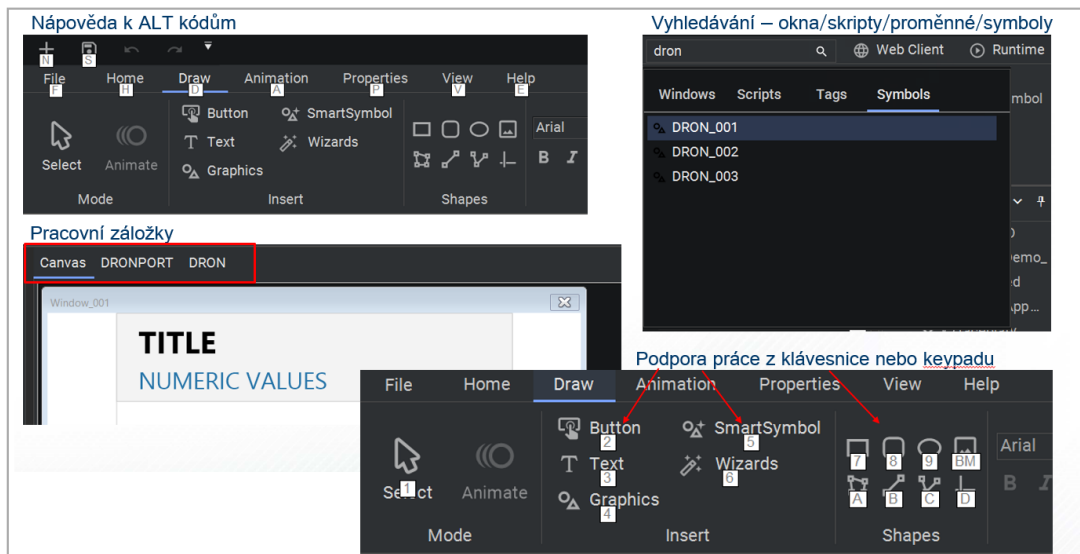 Nápověda k ALT kódům
N S
File Home Draw Animation Properties View Help
F H D A P V E
Button SmartSymbol
Text Wizards
Graphics
Select Animate
Arial
B I
Mode Insert Shapes
Vyhledávání – okna/skripty/proměnné/symboly
dron Web Client Runtime
Windows Scripts Tags Symbols
DRON_001
DRON_002
DRON_003
Pracovní záložky
Canvas DRONPORT DRON
Window_001
TITLE
NUMERIC VALUES
Podpora práce z klávesnice nebo keypadu
File Home Draw Animation Properties View Help
Button SmartSymbol
2 5
Text Wizards
3 6
Graphics
4
Select Animate
1
7 8 9 BM
A B C D
Arial
B I
Mode Insert Shapes